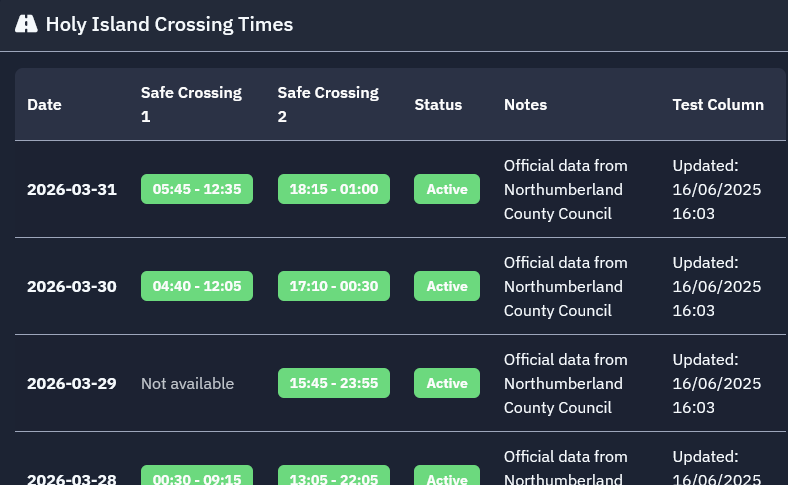 Holy Island Crossing Times
Date
Safe Crossing
1
Safe Crossing
2
Status
Notes
Test Column
2026-03-31
05:45 - 12:35
18:15 - 01:00
Active
Official data from
Northumberland
County Council
Updated:
16/06/2025
16:03
2026-03-30
04:40 - 12:05
17:10 - 00:30
Active
Official data from
Northumberland
County Council
Updated:
16/06/2025
16:03
2026-03-29
Not available
15:45 - 23:55
Active
Official data from
Northumberland
County Council
Updated:
16/06/2025
16:03
2026-03-28
00:30 - 09:15
13:05 - 22:05
Active
Official data from
Northumberland
Updated:
16/06/2025